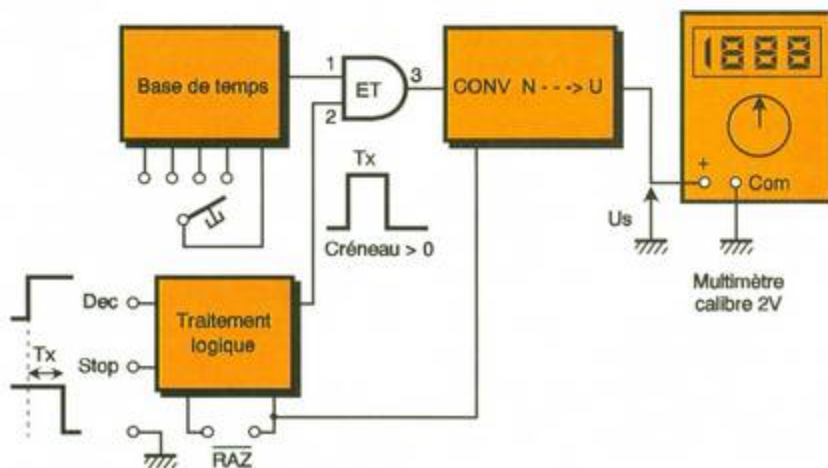 Base de temps
1
2
ET
3
CONV N - - -> U
1888
+
Com
Tx
Créneau > 0
Us
Multimètre
calibre 2V
Dec
Tx
Stop
Traitement
logique
RAZ